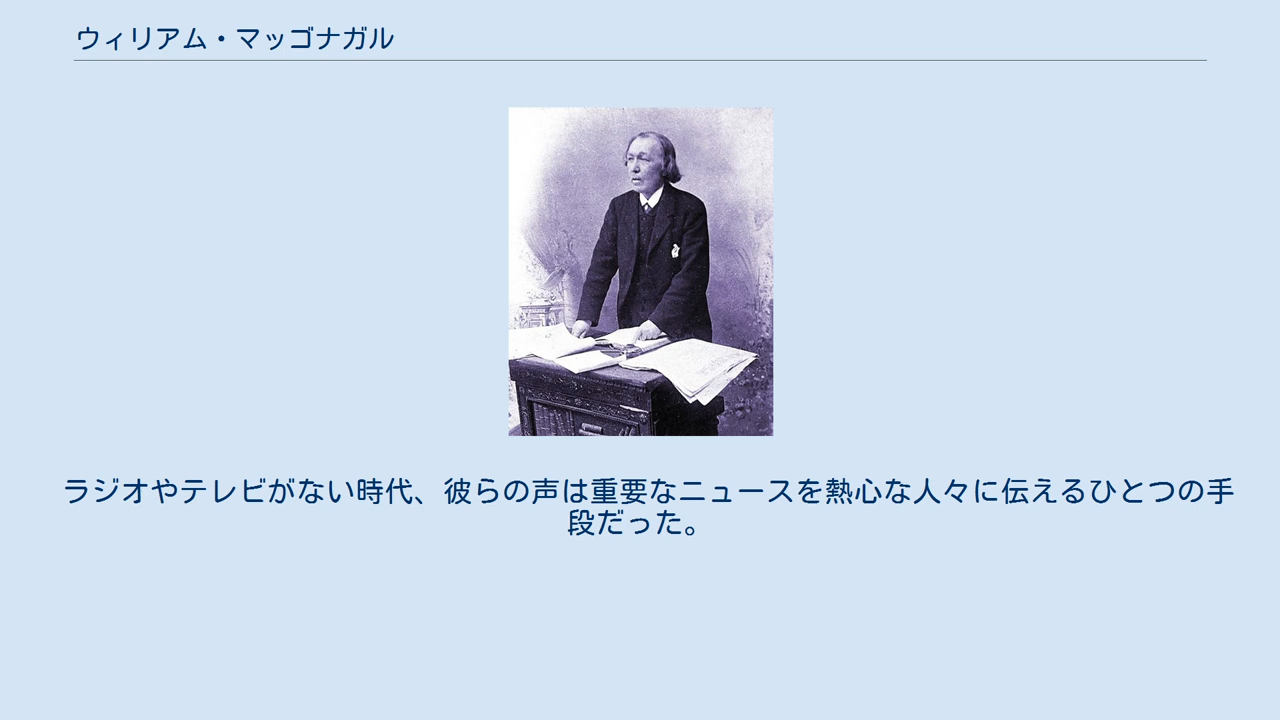 ウィリアム・マッゴナガル
ラジオやテレビがない時代、彼らの声は重要なニュースを熱心な人々に伝えるひとつの手
段だった。